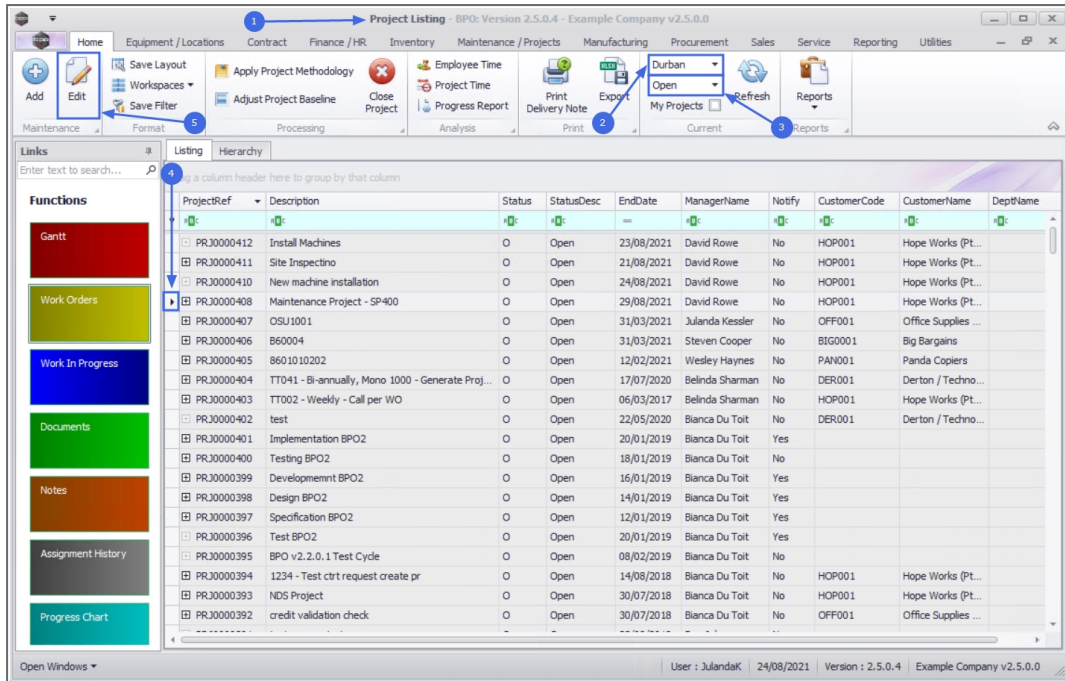 1
Project Listing - BPO: Version 2.5.0.4 - Example Company v2.5.0.0
Home Equipment / Locations Contract Finance / HR Inventory Maintenance / Projects Manufacturing Procurement Sales Service Reporting Utilities
Add
Edit
Save Layout
Workspaces
Save Filter
Apply Project Methodology
Adjust Project Baseline
Close
Project
Employee Time
Project Time
Progress Report
Print
Delivery Note
XLSX
Export
Durban
Open
My Projects
Refresh
Reports
5
2
3
Maintenance Format Processing Analysis Print Current Reports
Links
Enter text to search...
Functions
Gantt
Work Orders
Work In Progress
Documents
Notes
Assignment History
Progress Chart
Listing Hierarchy
4
a column header here to group by that column
ProjectRef Description Status StatusDesc EndDate ManagerName Notify CustomerCode CustomerName DeptName
PRJ0000412 Install Machines O Open 23/08/2021 David Rowe No HOP001 Hope Works (Pt...
PRJ0000411 Site Inspectino O Open 21/08/2021 David Rowe No HOP001 Hope Works (Pt...
PRJ0000410 New machine installation O Open 24/08/2021 David Rowe No HOP001 Hope Works (Pt...
PRJ0000408 Maintenance Project - SP400 O Open 29/08/2021 David Rowe No HOP001 Hope Works (Pt...
PRJ0000407 OSU1001 O Open 31/03/2021 Julanda Kessler No OFF001 Office Supplies ...
PRJ0000406 B60004 O Open 31/03/2021 Steven Cooper No BIG0001 Big Bargains
PRJ0000405 8601010202 O Open 12/02/2021 Wesley Haynes No PAN001 Panda Copiers
PRJ0000404 TT041 - Bi-annually, Mono 1000 - Generate Proj... O Open 17/07/2020 Belinda Sharman No DER001 Derton / Techno...
PRJ0000403 TT002 - Weekly - Call per WO O Open 06/03/2017 Belinda Sharman No HOP001 Hope Works (Pt...
PRJ0000402 test O Open 22/05/2020 Bianca Du Toit No DER001 Derton / Techno...
PRJ0000401 Implementation BPO2 O Open 20/01/2019 Bianca Du Toit Yes
PRJ0000400 Testing BPO2 O Open 18/01/2019 Bianca Du Toit No
PRJ0000399 Developmemnt BPO2 O Open 16/01/2019 Bianca Du Toit Yes
PRJ0000398 Design BPO2 O Open 14/01/2019 Bianca Du Toit Yes
PRJ0000397 Specification BPO2 O Open 12/01/2019 Bianca Du Toit Yes
PRJ0000396 Test BPO2 O Open 20/01/2019 Bianca Du Toit Yes
PRJ0000395 BPO v2.2.0.1 Test Cycle O Open 08/02/2019 Bianca Du Toit No
PRJ0000394 1234 - Test ctrt request create pr O Open 14/08/2018 Bianca Du Toit No HOP001 Hope Works (Pt...
PRJ0000393 NDS Project O Open 30/07/2018 Bianca Du Toit No HOP001 Hope Works (Pt...
PRJ0000392 credit validation check O Open 30/07/2018 Bianca Du Toit No OFF001 Office Supplies ...
Open Windows User : JulandaK 24/08/2021 Version : 2.5.0.4 Example Company v2.5.0.0